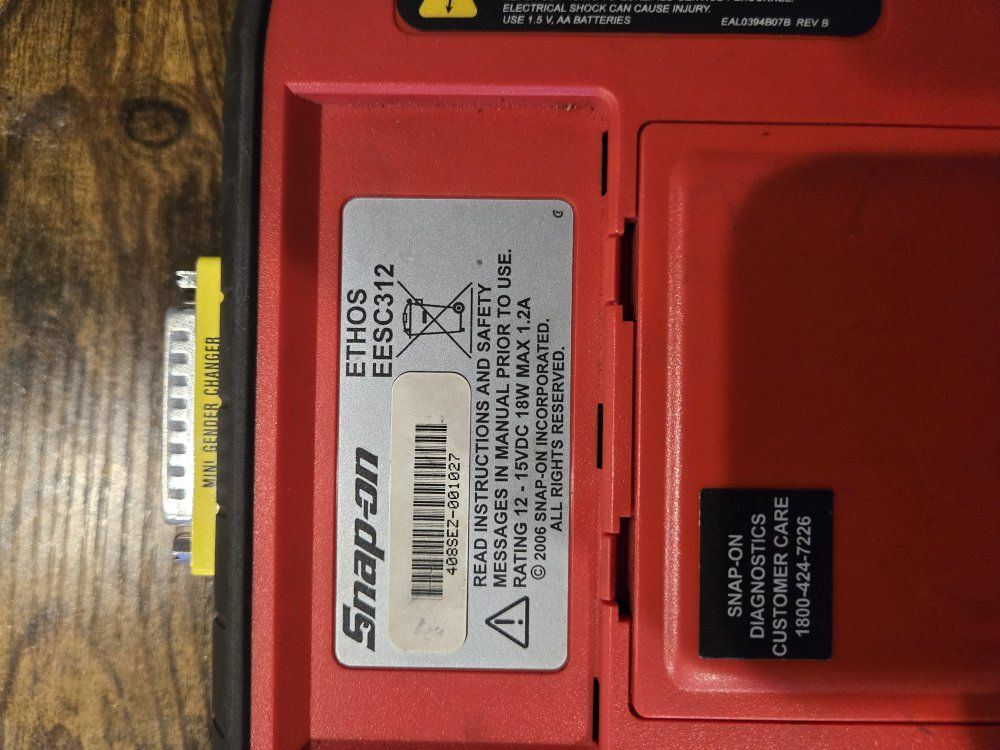 ELECTRICAL SHOCK CAN CAUSE INJURY.
USE 1.5 V, AA BATTERIES
EAL0394B07B REV B
MINI GENDER CHANGER
Snap-on
ETHOS
EESC312
408SEZ-001027
READ INSTRUCTIONS AND SAFETY
MESSAGES IN MANUAL PRIOR TO USE.
RATING 12 - 15VDC 18W MAX 1.2A
© 2006 SNAP-ON INCORPORATED.
ALL RIGHTS RESERVED.
D
SNAP-ON
DIAGNOSTICS
CUSTOMER CARE
1800-424-7226